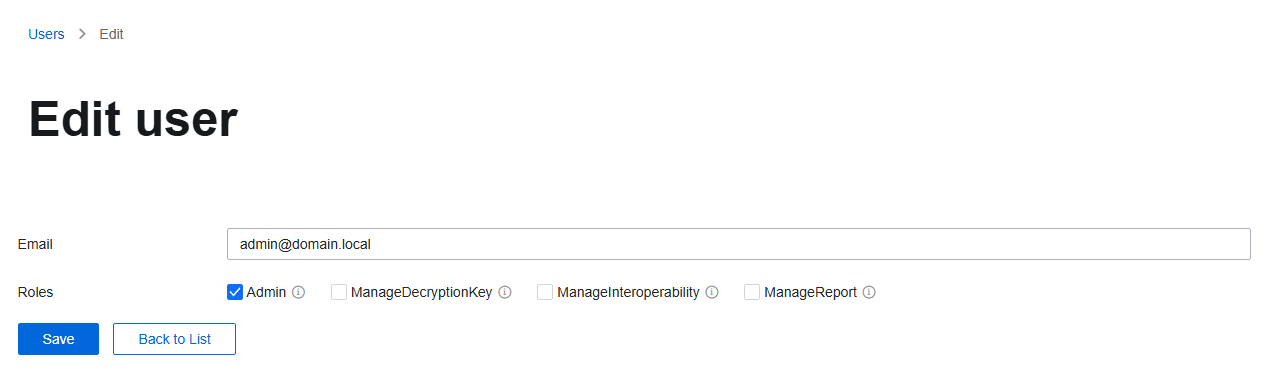 Users > Edit
Edit user
Email admin@domain.local
Roles Admin ManageDecryptionKey ManageInteroperability ManageReport
Save Back to List